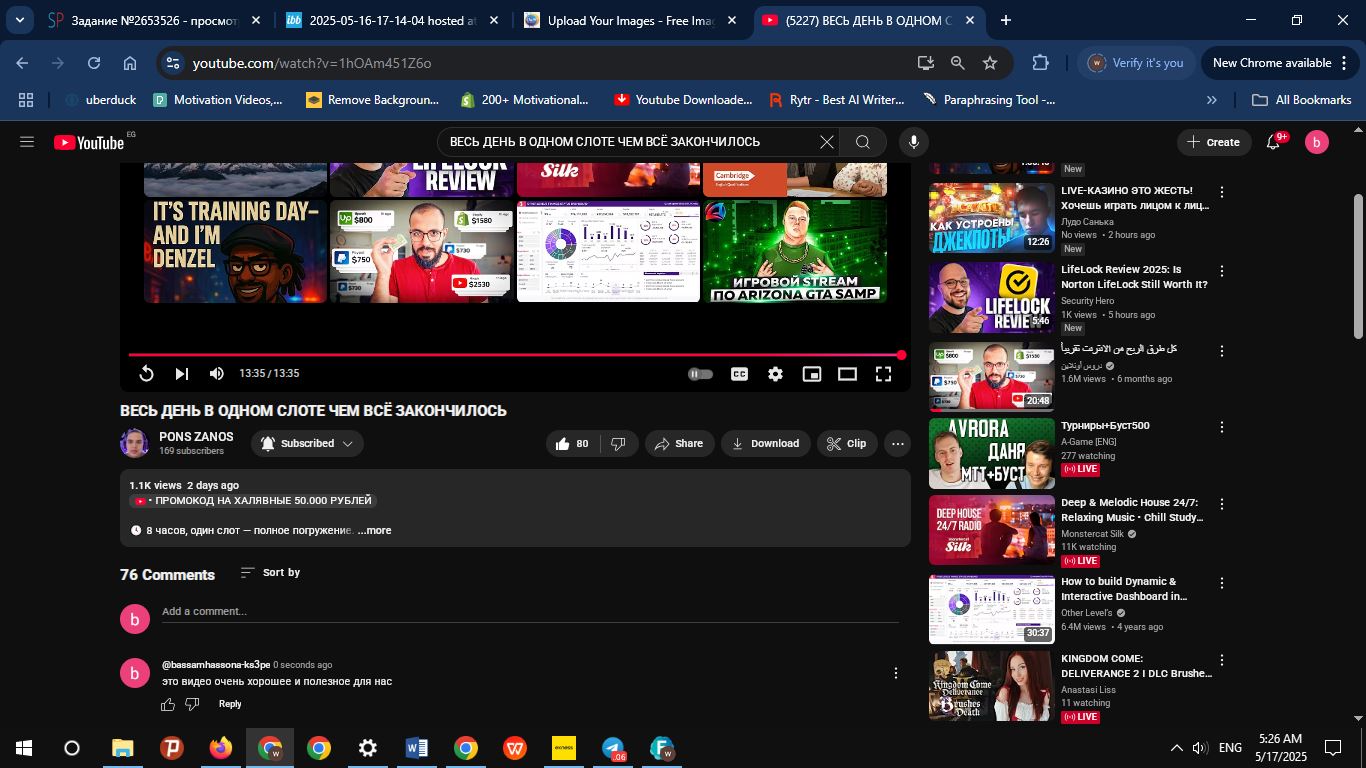 Задание №2653526 - просмотр
ibb
2025-05-16-17-14-04 hosted at
Upload Your Images - Free Imag
(5227) ВЕСЬ ДЕНЬ В ОДНОМ С
youtube.com/watch?v=1hOAm451Z6o
Verify it's you
New Chrome available
uberduck
Motivation Videos,...
Remove Backgroun...
200+ Motivational...
Youtube Downloade...
Rytr - Best AI Writer...
Paraphrasing Tool -...
All Bookmarks
YouTube EG
ВЕСЬ ДЕНЬ В ОДНОМ СЛОТЕ ЧЕМ ВСЁ ЗАКОНЧИЛОСЬ
Create
9+
b
REVIEW
Silk
Cambridge
IT'S TRAINING DAY–
AND I'M
DENZEL
$800
$1580
$750
$730
$2530
ИГРОВОЙ STREAM
ПО ARIZONA GTA SAMP
13:35 / 13:35
CC
ВЕСЬ ДЕНЬ В ОДНОМ СЛОТЕ ЧЕМ ВСЁ ЗАКОНЧИЛОСЬ
PONS ZANOS
169 subscribers
Subscribed
80
Share
Download
Clip
1.1K views 2 days ago
• ПРОМОКОД НА ХАЛЯВНЫЕ 50.000 РУБЛЕЙ
8 часов, один слот — полное погружение. ...more
76 Comments
Sort by
b
Add a comment...
b
@bassamhassona-ks3pe 0 seconds ago
это видео очень хорошее и полезное для нас
Reply
New
КАК УСТРОЕНЫ
ДЖЕКПОТЫ
12:26
LIVE-КАЗИНО ЭТО ЖЕСТЬ!
Хочешь играть лицом к лиц...
Лудо Санька
No views • 2 hours ago
New
LIFELOCK
REVIEW
5:46
LifeLock Review 2025: Is
Norton LifeLock Still Worth It?
Security Hero
1K views • 5 hours ago
New
$800
$1580
$750
$730
20:48
كل طرق الربح من الانترنت تقريباً
دروس أونلاين
1.6M views • 6 months ago
AVRORA
ДАНЯ
МТТ+БУСТ
Турниры+Буст500
A-Game [ENG]
277 watching
LIVE
DEEP HOUSE
24/7 RADIO
Silk
Deep & Melodic House 24/7:
Relaxing Music • Chill Study...
Monstercat Silk
11K watching
LIVE
30:37
How to build Dynamic &
Interactive Dashboard in...
Other Level's
6.4M views • 4 years ago
Kingdom Come
Deliverance
Brushes
Death
KINGDOM COME:
DELIVERANCE 2 I DLC Brushe...
Anastasi Liss
11 watching
LIVE
exness
.06
ENG
5:26 AM
5/17/2025